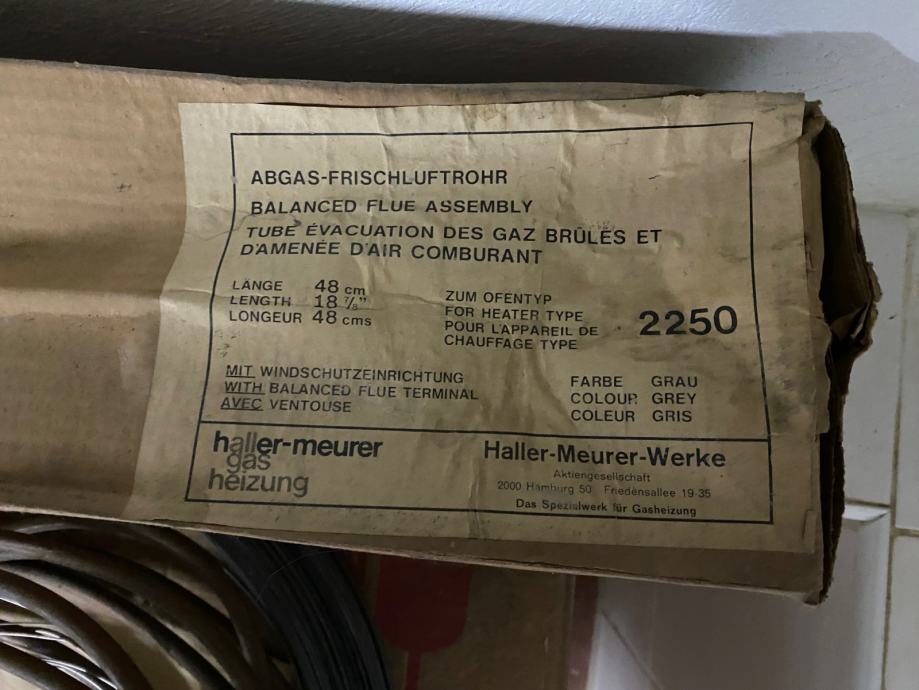 ABGAS-FRISCHLUFTROHR
BALANCED FLUE ASSEMBLY
TUBE ÉVACUATION DES GAZ BRÛLÉS ET
D'AMENÉE D'AIR COMBURANT
LÄNGE 48 cm
LENGTH 18 7/8"
LONGEUR 48 cms
ZUM OFENTYP
FOR HEATER TYPE
POUR L'APPAREIL DE
CHAUFFAGE TYPE
2250
MIT WINDSCHUTZEINRICHTUNG
WITH BALANCED FLUE TERMINAL
AVEC VENTOUSE
FARBE GRAU
COLOUR GREY
COLEUR GRIS
haller-meurer
gas
heizung
Haller-Meurer-Werke
Aktiengesellschaft
2000 Hamburg 50 Friedensallee 19-35
Das Spezialwerk für Gasheizung